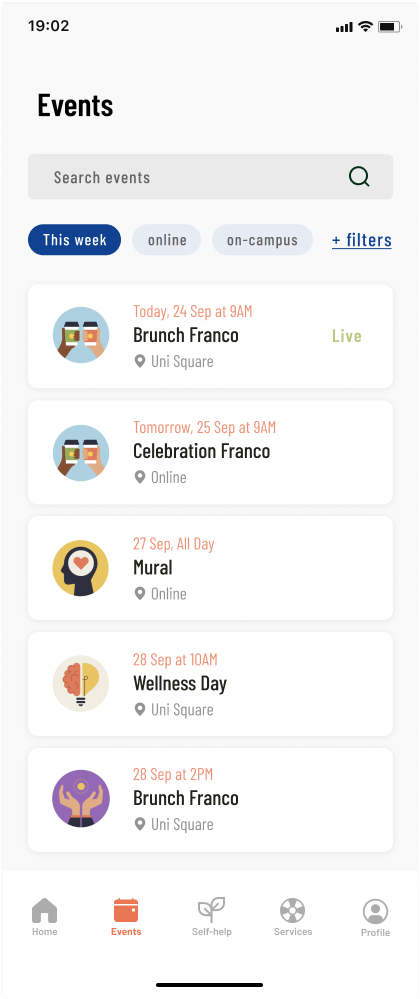 19:02
Events
Search events
This week
online
on-campus
+ filters
Today, 24 Sep at 9AM
Brunch Franco
Live
Uni Square
Tomorrow, 25 Sep at 9AM
Celebration Franco
Online
27 Sep, All Day
Mural
Online
28 Sep at 10AM
Wellness Day
Uni Square
28 Sep at 2PM
Brunch Franco
Uni Square
Home
Events
Self-help
Services
Profile